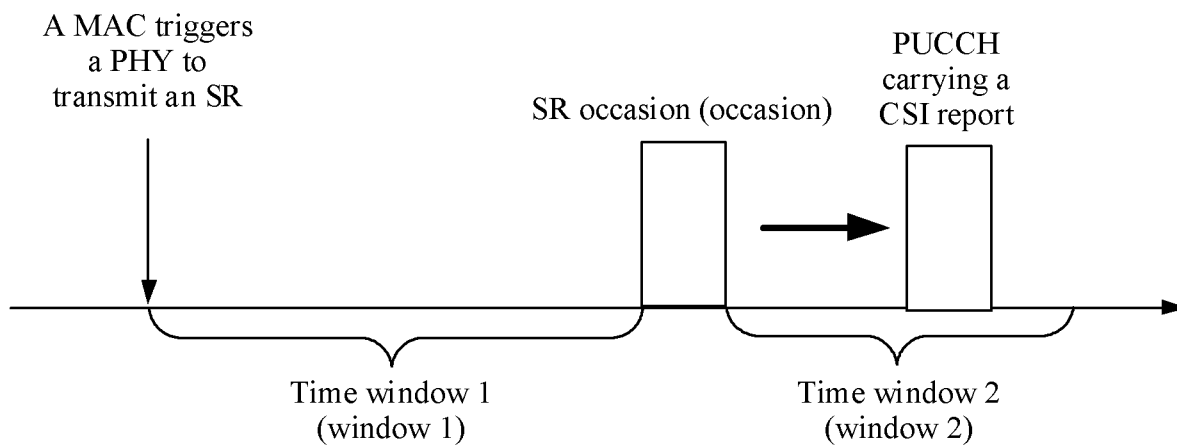 A MAC triggers
a PHY to
transmit an SR
SR occasion (occasion)
PUCCH
carrying a
CSI report
Time window 1
(window 1)
Time window 2
(window 2)